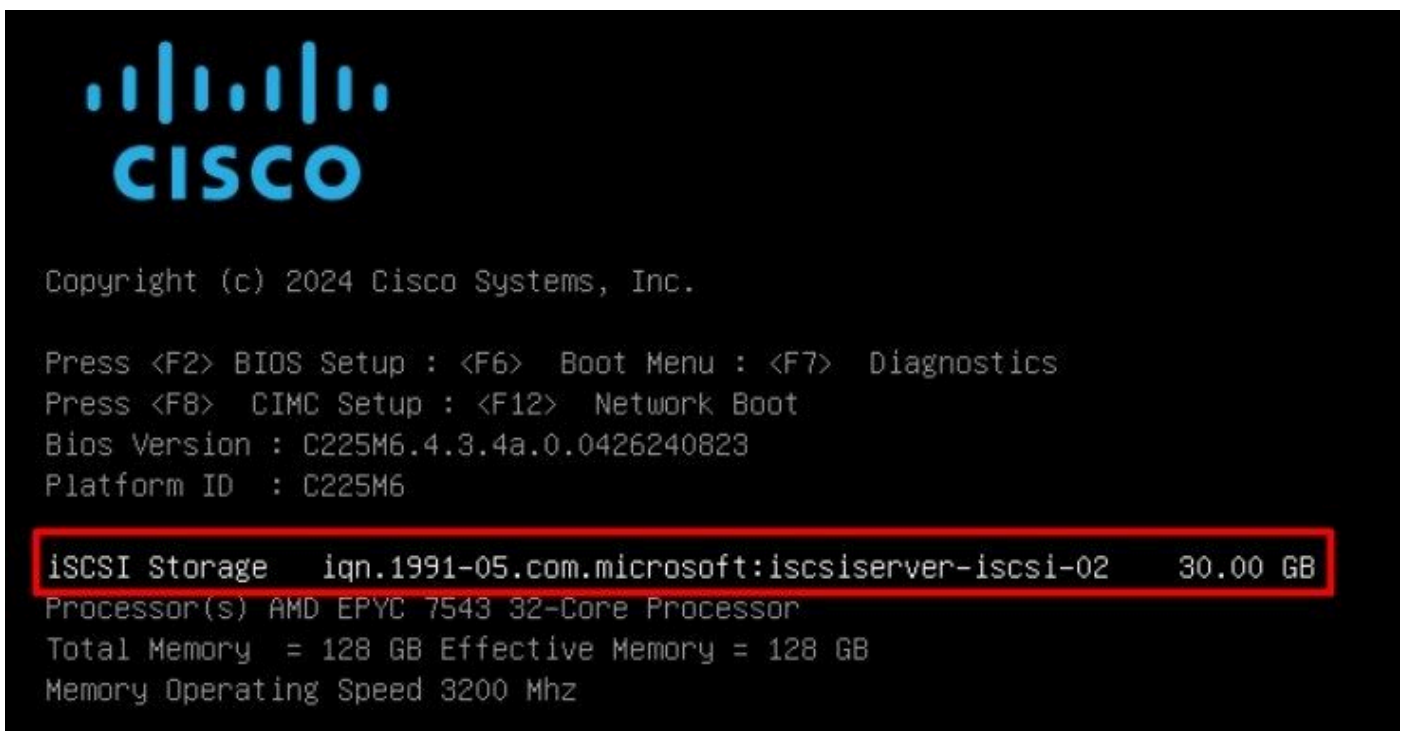 CISCO
Copyright (c) 2024 Cisco Systems, Inc.
Press <F2> BIOS Setup : <F6>  Boot Menu : <F7>  Diagnostics
Press <F8>  CIMC Setup : <F12>  Network Boot
Bios Version : C225M6.4.3.4a.0.0426240823
Platform ID  : C225M6
iSCSI Storage   iqn.1991-05.com.microsoft:iscsiserver-iscsi-02    30.00 GB
Processor(s) AMD EPYC 7543 32-Core Processor
Total Memory  = 128 GB Effective Memory = 128 GB
Memory Operating Speed 3200 Mhz